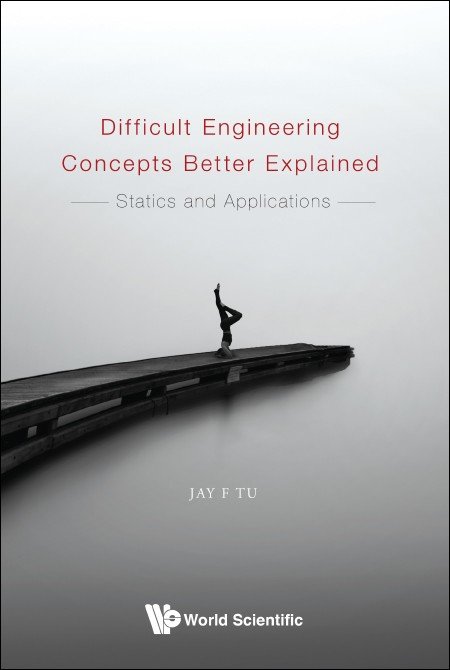 Difficult Engineering
Concepts Better Explained
Statics and Applications
JAY F TU
World Scientific